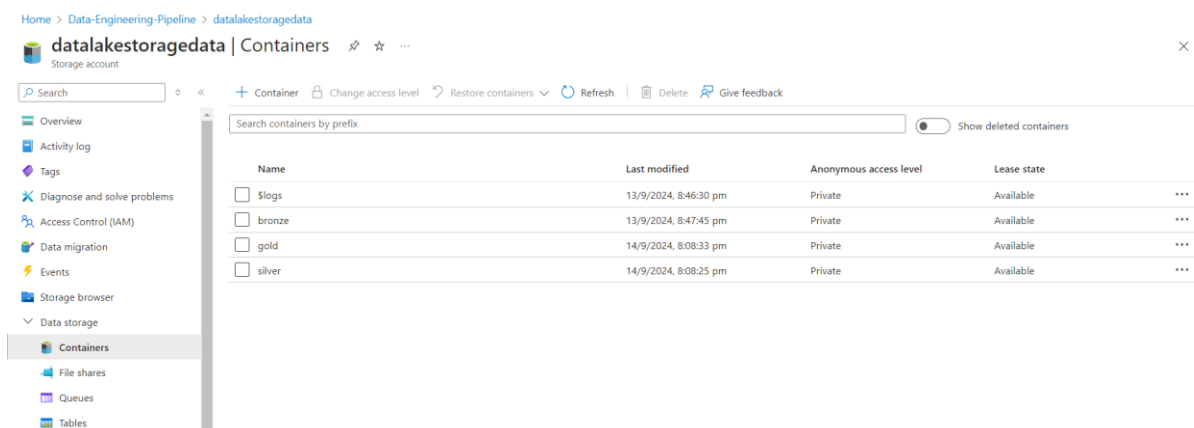 Home > Data-Engineering-Pipeline > datalakestoragedata
datalakestoragedata | Containers
Storage account
Search
Container Change access level Restore containers Refresh Delete Give feedback
Overview
Activity log
Tags
Diagnose and solve problems
Access Control (IAM)
Data migration
Events
Storage browser
Data storage
Containers
File shares
Queues
Tables
Search containers by prefix
Show deleted containers
Name Last modified Anonymous access level Lease state
$logs 13/9/2024, 8:46:30 pm Private Available
bronze 13/9/2024, 8:47:45 pm Private Available
gold 14/9/2024, 8:08:33 pm Private Available
silver 14/9/2024, 8:08:25 pm Private Available